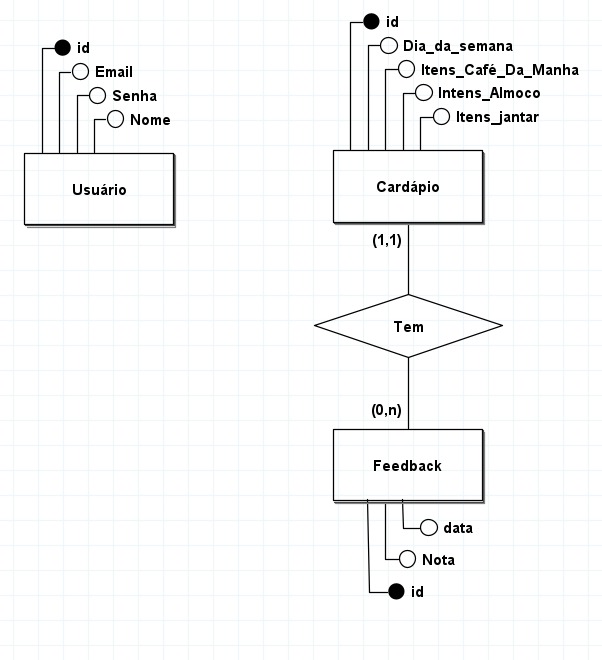 id
Email
Senha
Nome
Usuário
id
Dia_da_semana
Itens_Café_Da_Manha
Intens_Almoco
Itens_jantar
Cardápio
(1,1)
Tem
(0,n)
Feedback
data
Nota
id